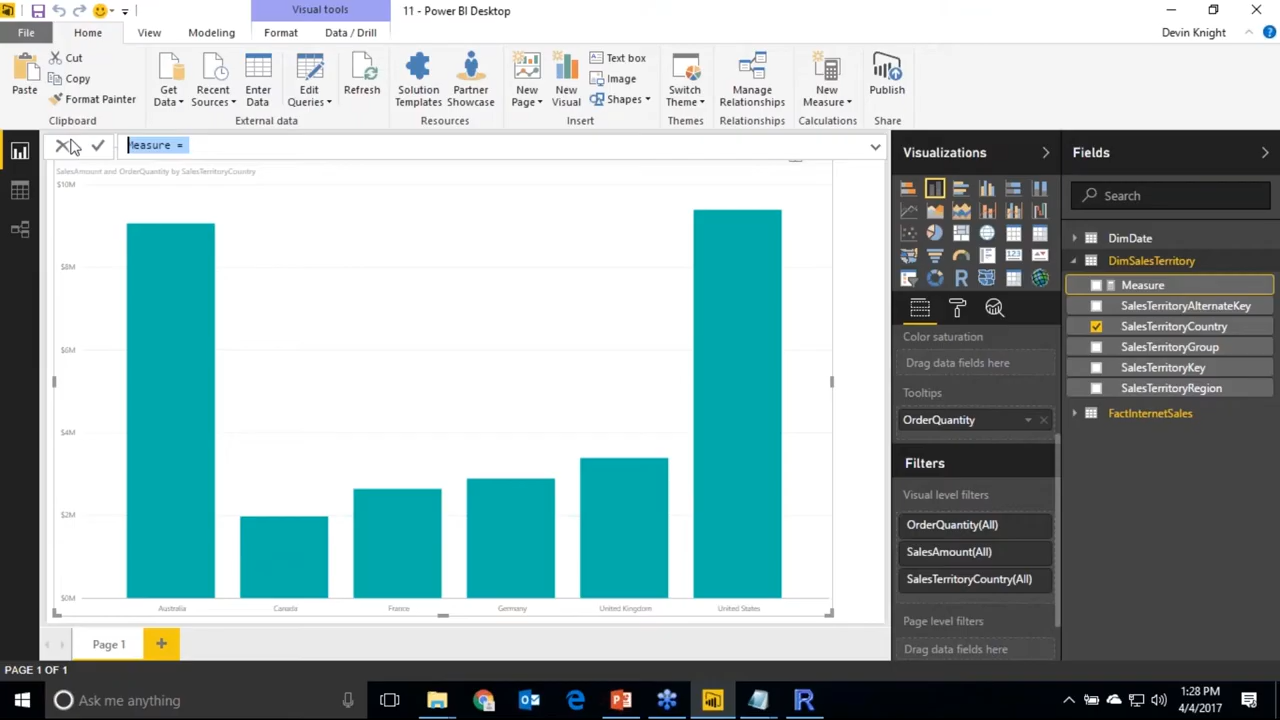 Visual tools
11 - Power BI Desktop
File
Home
View
Modeling
Format
Data / Drill
Devin Knight
Paste
Cut
Copy
Format Painter
Clipboard
Get Data
Recent Sources
Enter Data
External data
Edit Queries
Refresh
Solution Templates
Partner Showcase
Resources
New Page
New Visual
Text box
Image
Shapes
Insert
Switch Theme
Themes
Manage Relationships
Relationships
New Measure
Calculations
Publish
Share
Measure =
SalesAmount and OrderQuantity by SalesTerritoryCountry
$10M
$8M
$6M
$4M
$2M
$0M
Australia
Canada
France
Germany
United Kingdom
United States
Visualizations
Color saturation
Drag data fields here
Tooltips
OrderQuantity
Filters
Visual level filters
OrderQuantity(All)
SalesAmount(All)
SalesTerritoryCountry(All)
Page level filters
Drag data fields here
Fields
Search
DimDate
DimSalesTerritory
Measure
SalesTerritoryAlternateKey
SalesTerritoryCountry
SalesTerritoryGroup
SalesTerritoryKey
SalesTerritoryRegion
FactInternetSales
Page 1
PAGE 1 OF 1
Ask me anything
1:28 PM
4/4/2017